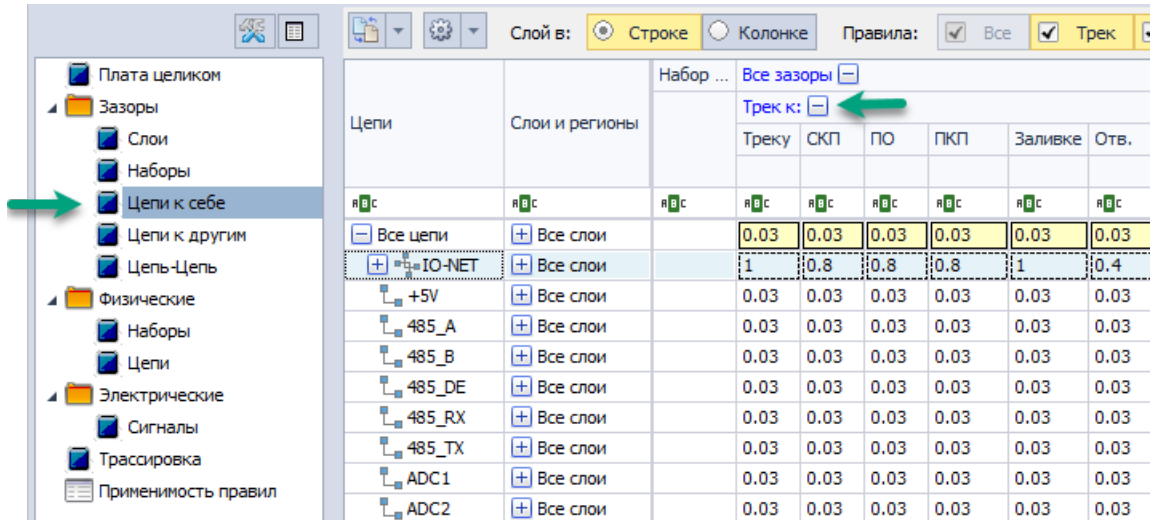 Слой в: Строке Колонке Правила: Все Трек
Плата целиком
Зазоры
Слои
Наборы
Цепи к себе
Цепи к другим
Цепь-Цепь
Физические
Наборы
Цепи
Электрические
Сигналы
Трассировка
Применимость правил
Цепи Слои и регионы Набор ... Все зазоры
Трек к:
Треку СКП ПО ПКП Заливке Отв.
ABC ABC ABC ABC ABC ABC ABC ABC ABC
Все цепи Все слои 0.03 0.03 0.03 0.03 0.03 0.03
IO-NET Все слои 1 0.8 0.8 0.8 1 0.4
+5V Все слои 0.03 0.03 0.03 0.03 0.03 0.03
485_A Все слои 0.03 0.03 0.03 0.03 0.03 0.03
485_B Все слои 0.03 0.03 0.03 0.03 0.03 0.03
485_DE Все слои 0.03 0.03 0.03 0.03 0.03 0.03
485_RX Все слои 0.03 0.03 0.03 0.03 0.03 0.03
485_TX Все слои 0.03 0.03 0.03 0.03 0.03 0.03
ADC1 Все слои 0.03 0.03 0.03 0.03 0.03 0.03
ADC2 Все слои 0.03 0.03 0.03 0.03 0.03 0.03